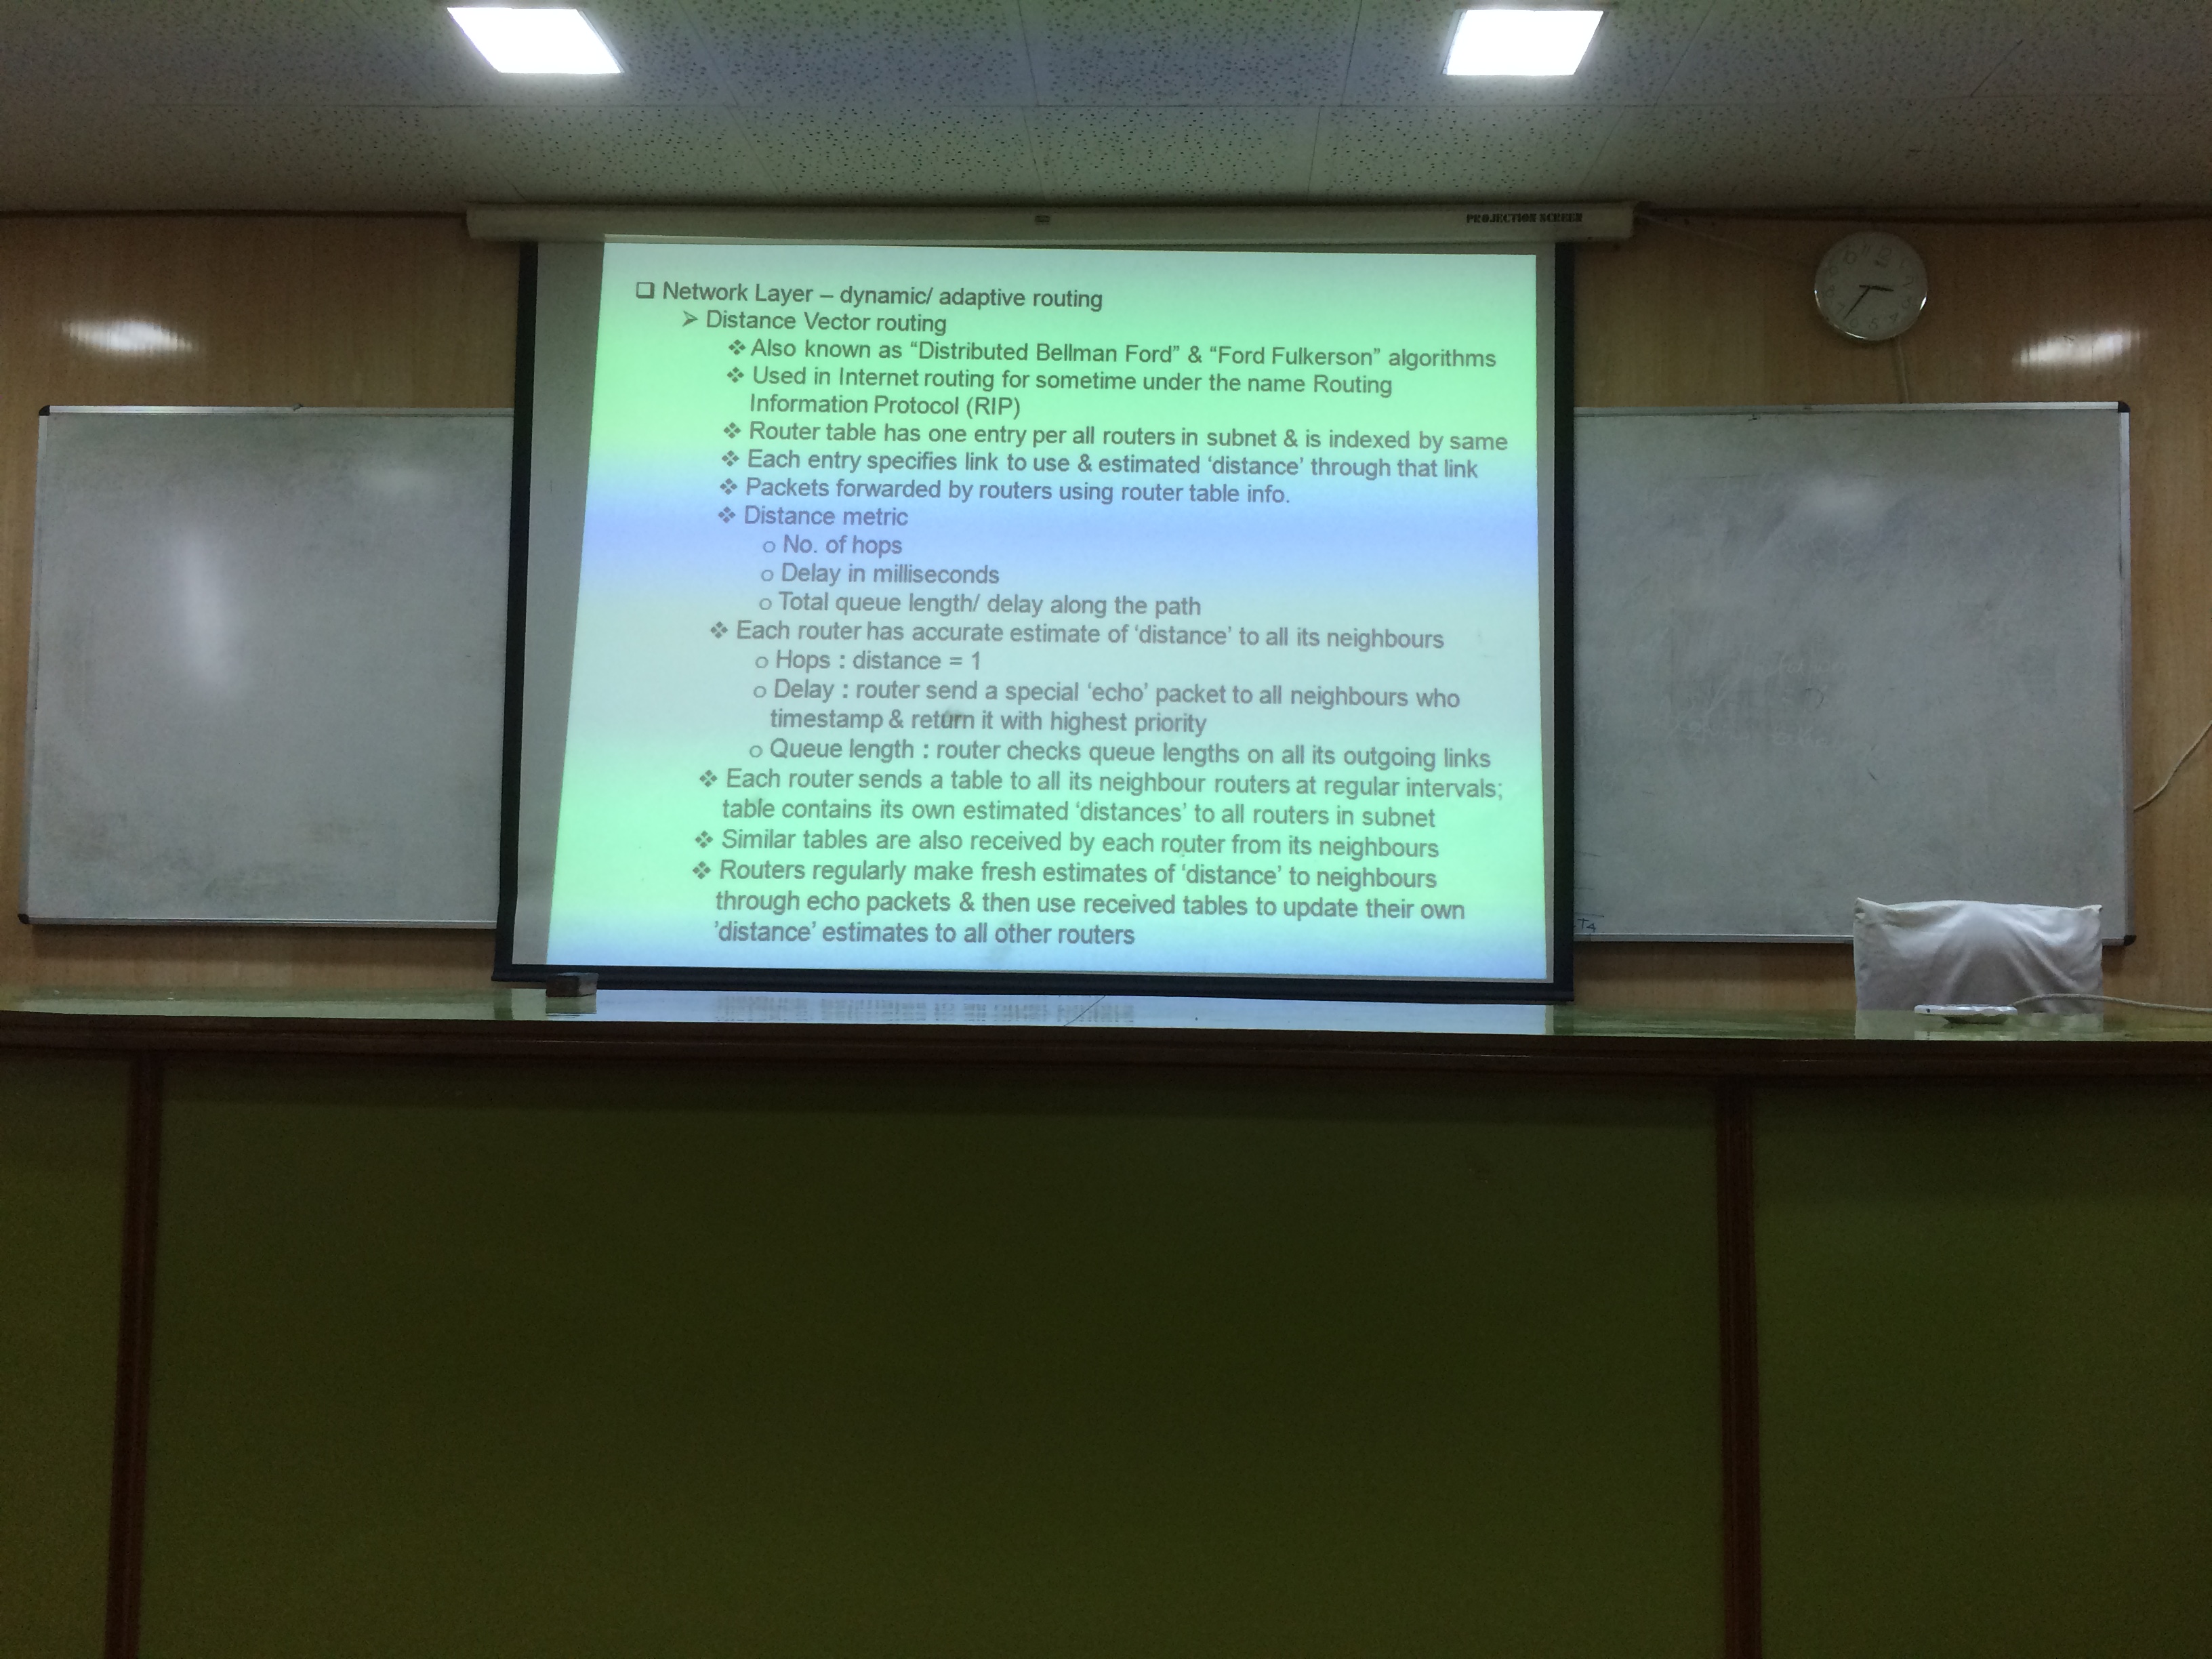 PROJECTION SCREEN
❑ Network Layer – dynamic/ adaptive routing
➢ Distance Vector routing
❖ Also known as “Distributed Bellman Ford” & “Ford Fulkerson” algorithms
❖ Used in Internet routing for sometime under the name Routing
Information Protocol (RIP)
❖ Router table has one entry per all routers in subnet & is indexed by same
❖ Each entry specifies link to use & estimated ‘distance’ through that link
❖ Packets forwarded by routers using router table info.
❖ Distance metric
o No. of hops
o Delay in milliseconds
o Total queue length/ delay along the path
❖ Each router has accurate estimate of ‘distance’ to all its neighbours
o Hops : distance = 1
o Delay : router send a special ‘echo’ packet to all neighbours who
timestamp & return it with highest priority
o Queue length : router checks queue lengths on all its outgoing links
❖ Each router sends a table to all its neighbour routers at regular intervals;
table contains its own estimated ‘distances’ to all routers in subnet
❖ Similar tables are also received by each router from its neighbours
❖ Routers regularly make fresh estimates of ‘distance’ to neighbours
through echo packets & then use received tables to update their own
’distance’ estimates to all other routers